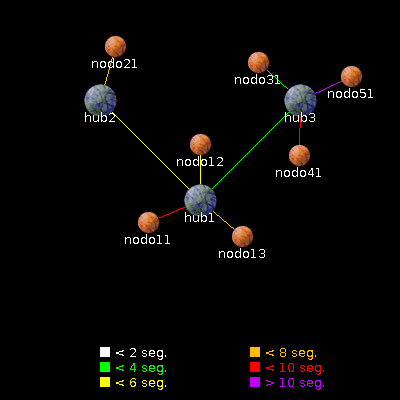 nodo21
nodo31
nodo51
hub2
hub3
nodo12
nodo41
hub1
nodo11
nodo13
< 2 seg.
< 8 seg.
< 4 seg.
< 10 seg.
< 6 seg.
> 10 seg.